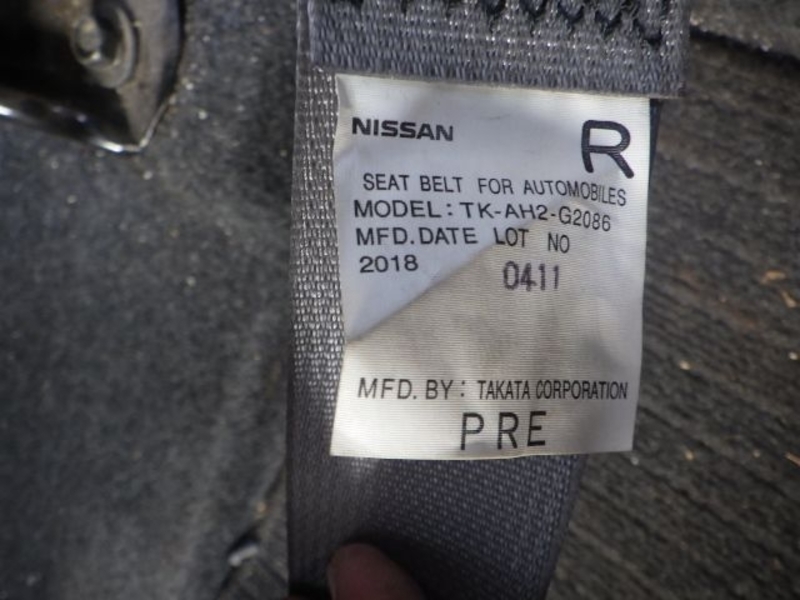 NISSAN R
SEAT BELT FOR AUTOMOBILES
MODEL: TK-AH2-G2086
MFD.DATE LOT NO
2018 0411
MFD. BY: TAKATA CORPORATION
PRE